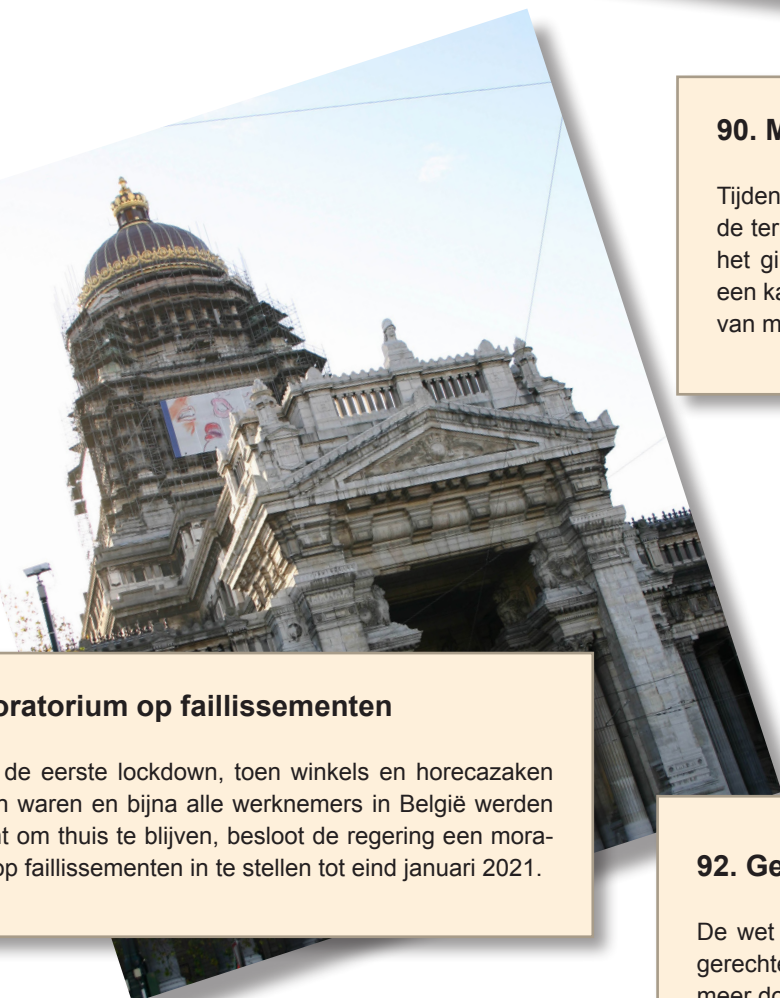 90. M
Tijden
de ter
het gi
een ka
van m
oratorium op faillissementen
de eerste lockdown, toen winkels en horecazaken
n waren en bijna alle werknemers in België werden
nt om thuis te blijven, besloot de regering een mora-
op faillissementen in te stellen tot eind januari 2021.
92. Ge
De wet
gerechte
meer do